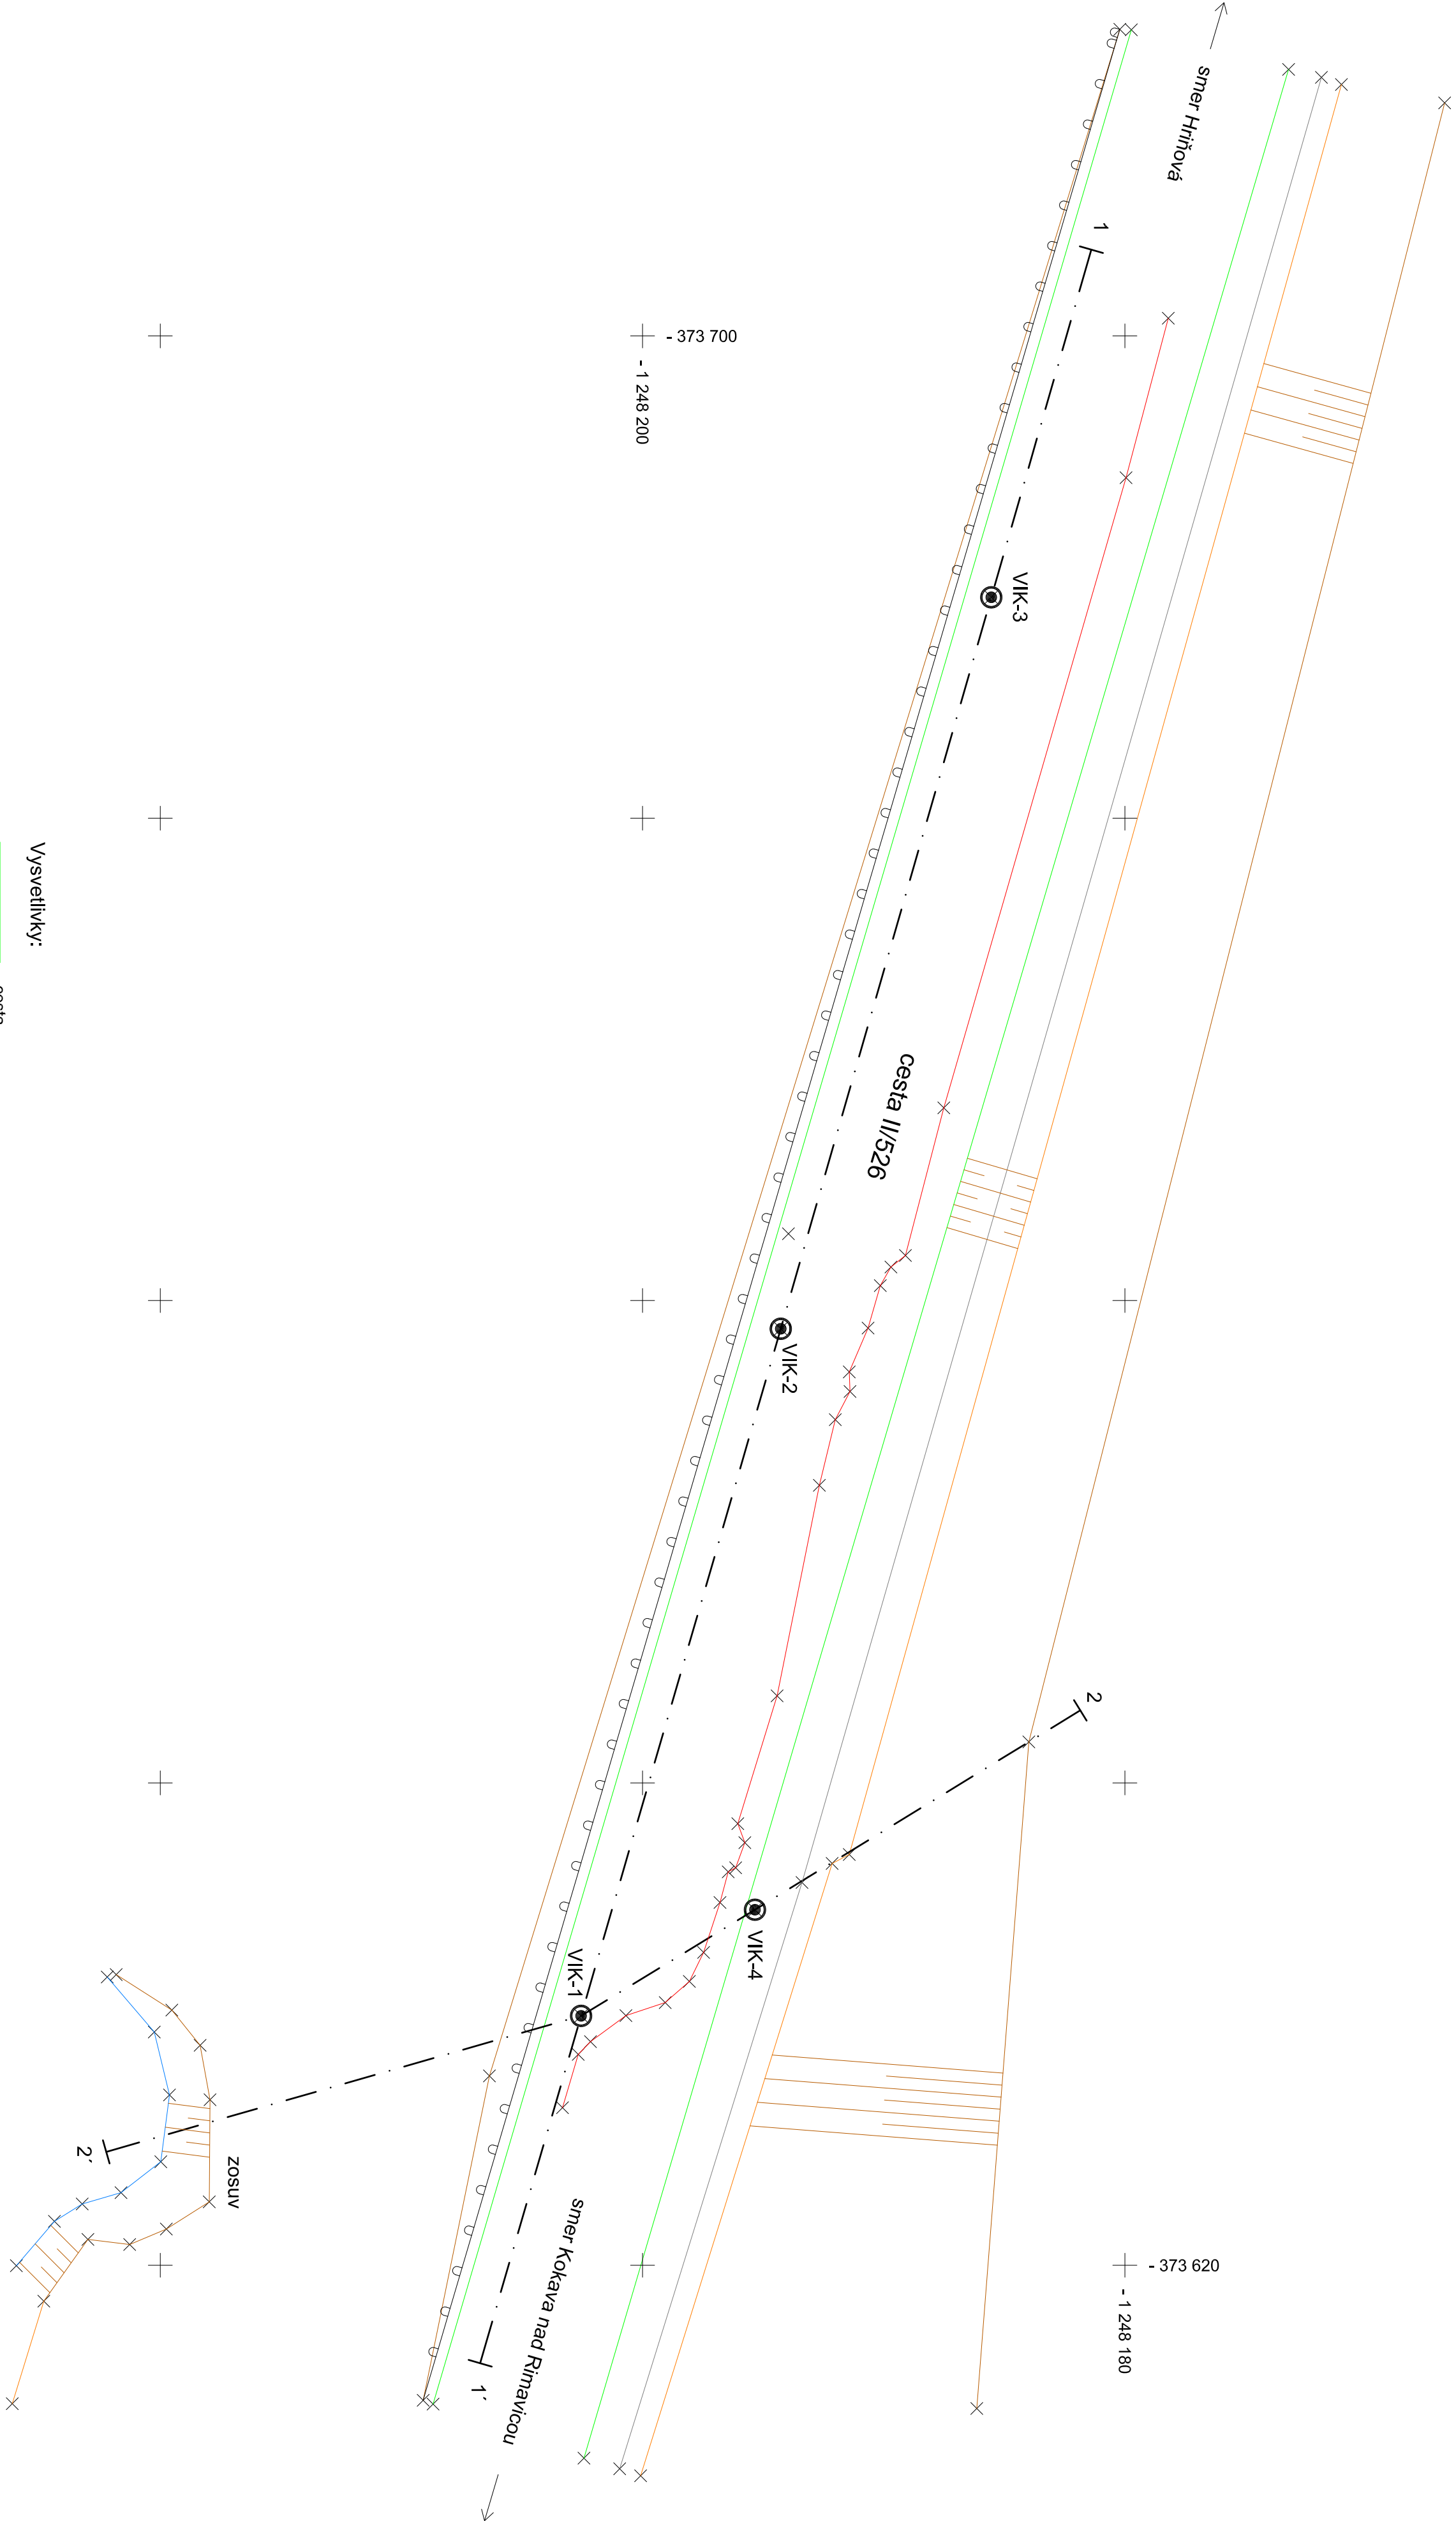 smer Hriňová
1
- 373 700
- 1 248 200
VIK-3
Vysvetlivky:
cesta II/526
VIK-2
2
VIK-4
VIK-1
2´
zosuv
smer Kokava nad Rimavicou
1´
- 373 620
- 1 248 180